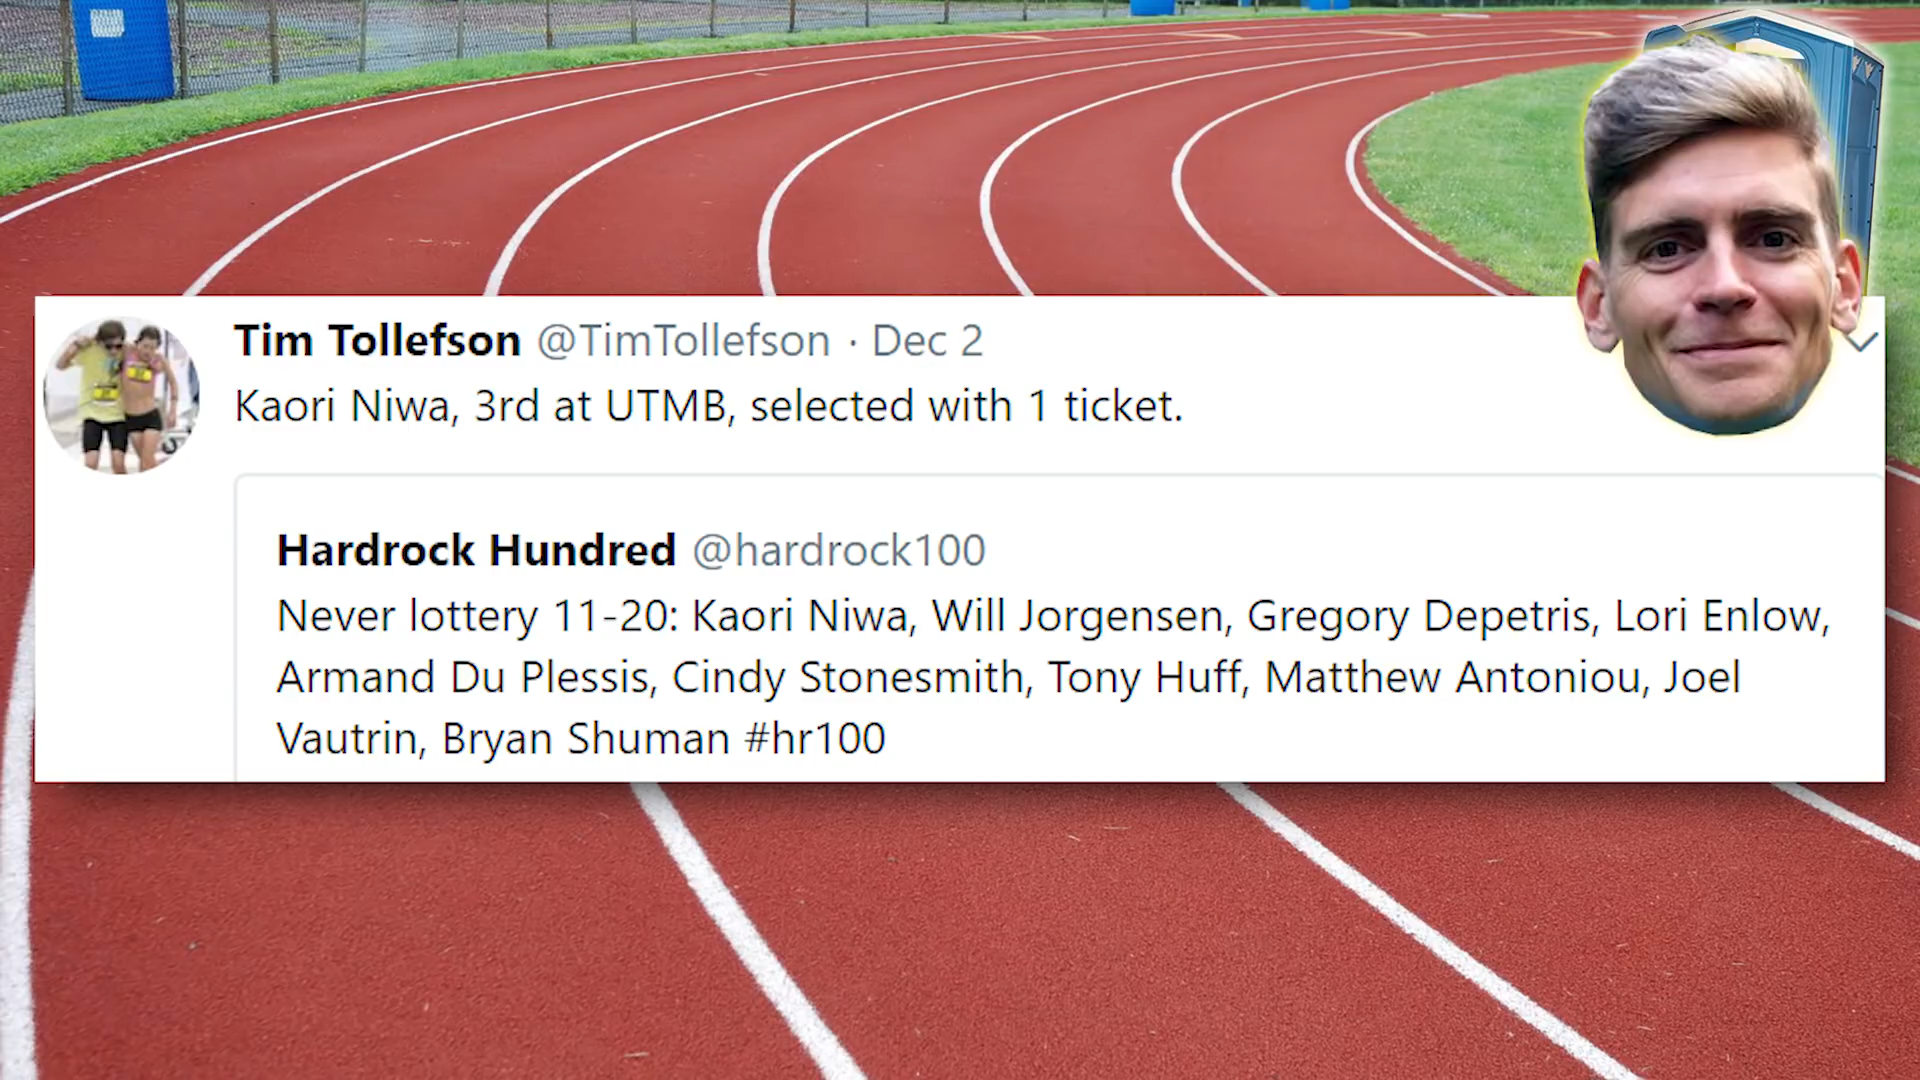 Tim Tollefson @TimTollefson · Dec 2
Kaori Niwa, 3rd at UTMB, selected with 1 ticket.
Hardrock Hundred @hardrock100
Never lottery 11-20: Kaori Niwa, Will Jorgensen, Gregory Depetris, Lori Enlow,
Armand Du Plessis, Cindy Stonesmith, Tony Huff, Matthew Antoniou, Joel
Vautrin, Bryan Shuman #hr100